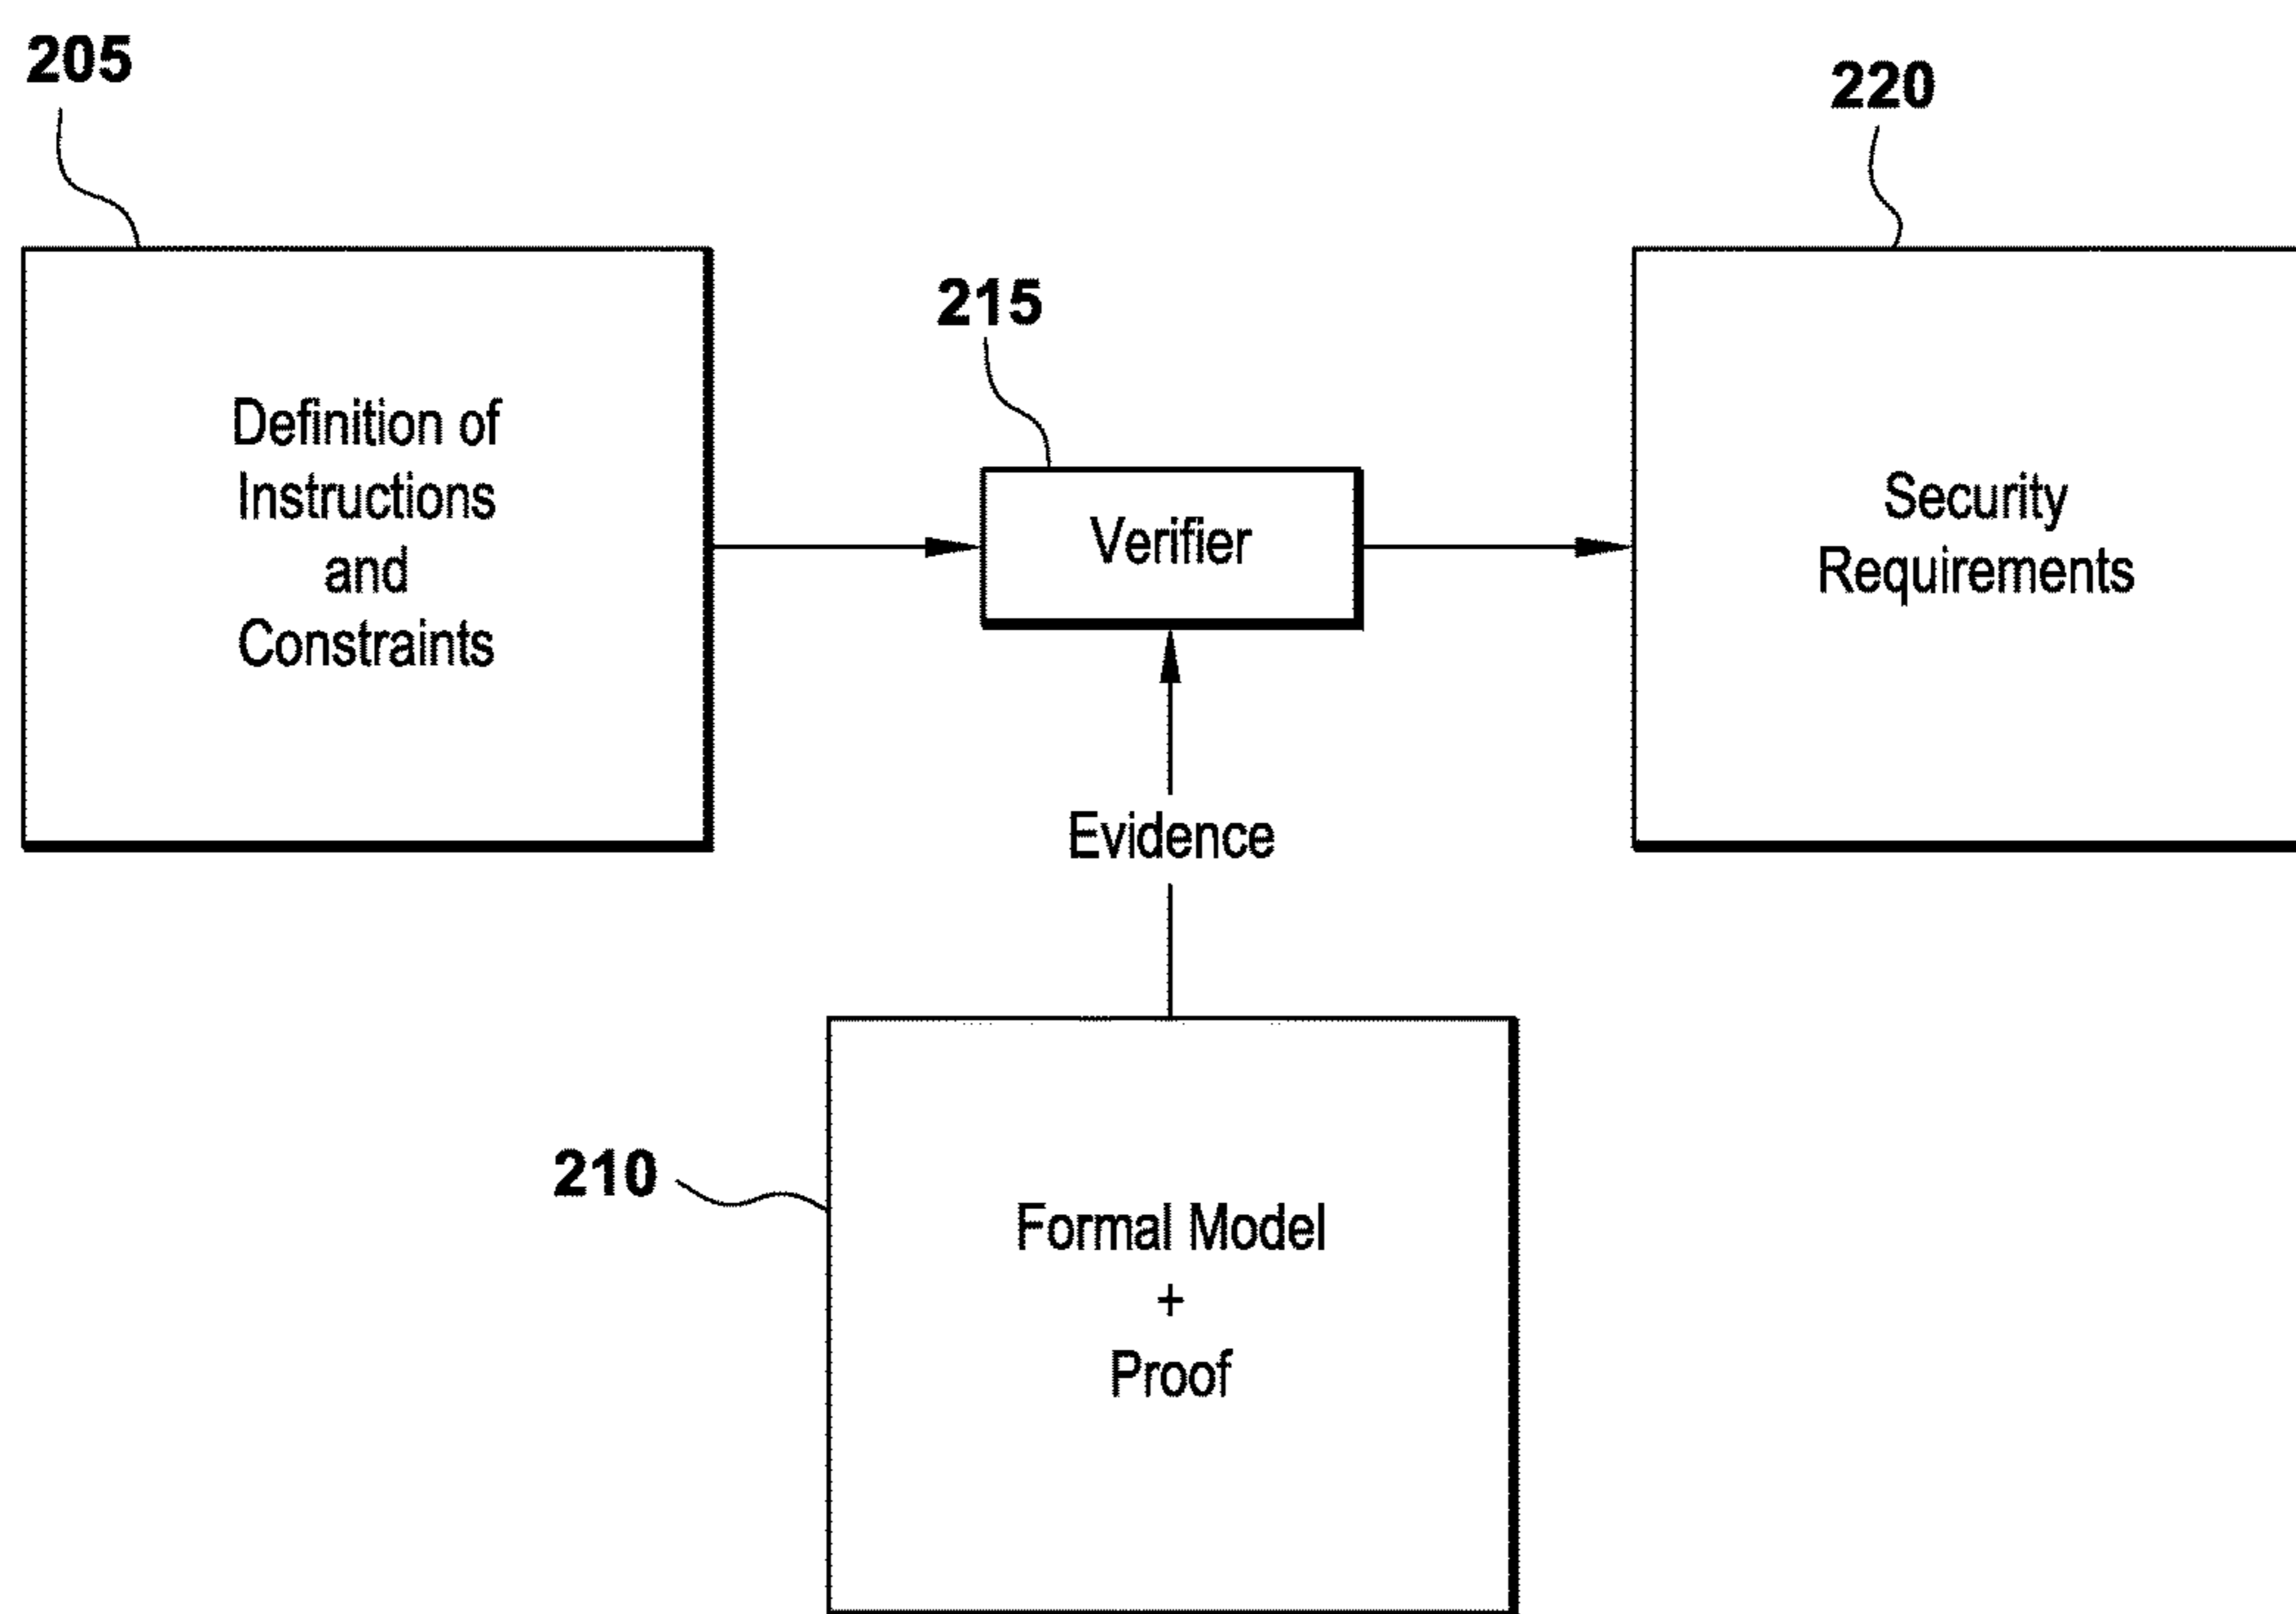 205
220
215
Definition of
Instructions
and
Constraints
Verifier
Security
Requirements
Evidence
210
Formal Model
+
Proof